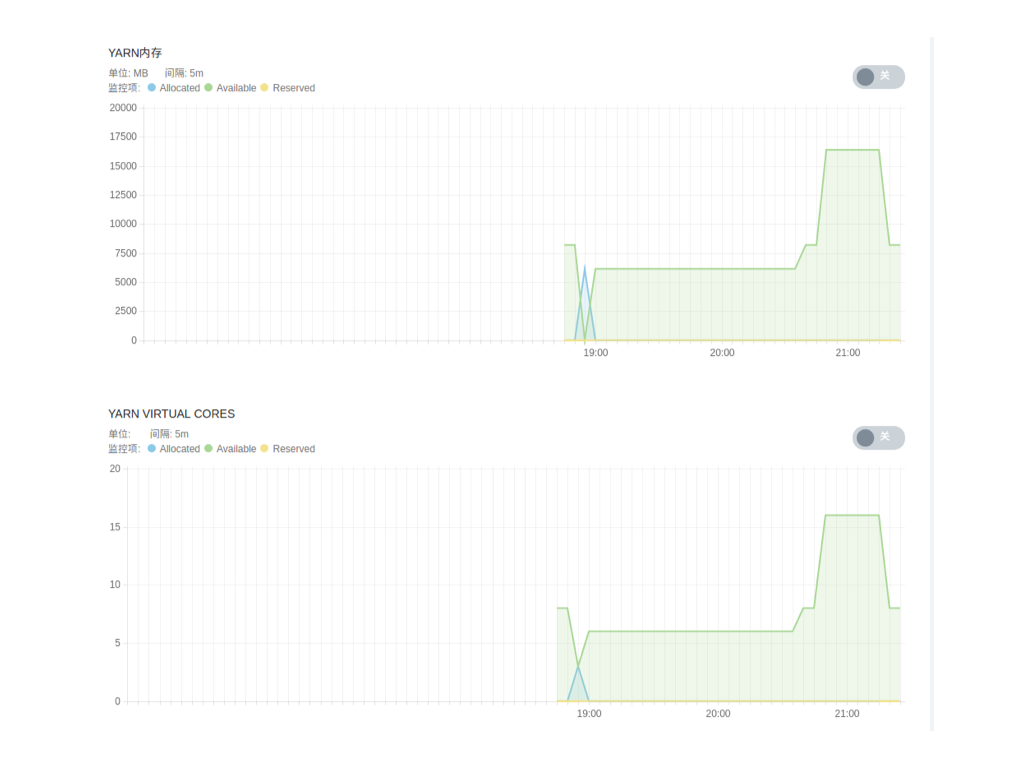 YARN内存
单位: MB 间隔: 5m
关
监控项: Allocated Available Reserved
20000
17500
15000
12500
10000
7500
5000
2500
0
19:00 20:00 21:00
YARN VIRTUAL CORES
单位: 间隔: 5m
关
监控项: Allocated Available Reserved
20
15
10
5
0
19:00 20:00 21:00